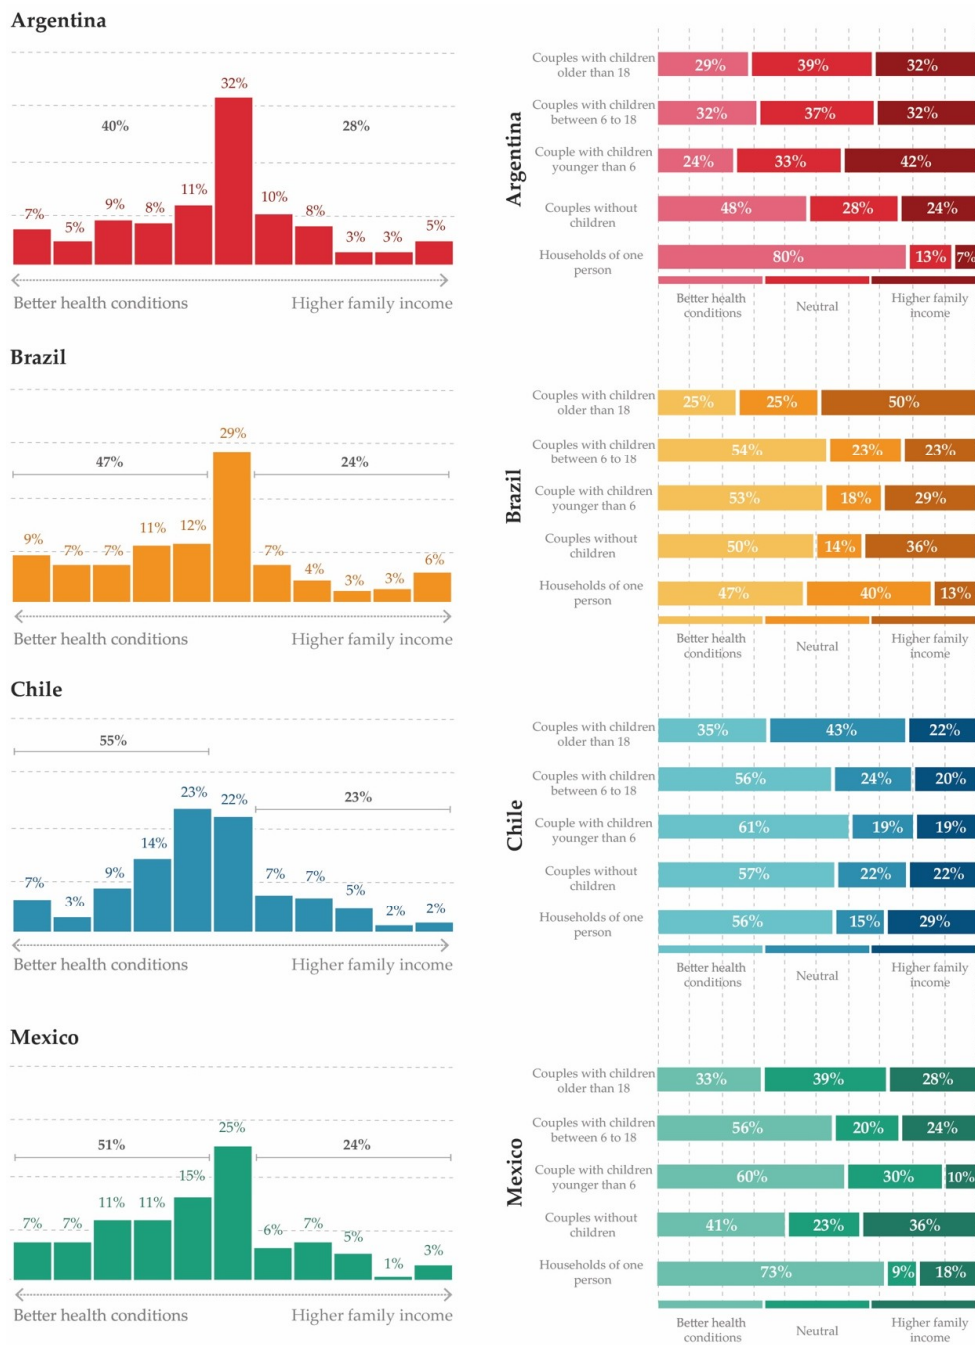 Argentina
32%
40%
28%
7%
5%
9%
8%
11%
10%
8%
3%
3%
5%
Better health conditions
Higher family income
Argentina
Couples with children
older than 18
29%
39%
32%
Couples with children
between 6 to 18
32%
37%
32%
Couple with children
younger than 6
24%
33%
42%
Couples without
children
48%
28%
24%
Households of one
person
80%
13%
7%
Better health
conditions
Neutral
Higher family
income
Brazil
29%
47%
24%
9%
7%
7%
11%
12%
7%
4%
3%
3%
6%
Better health conditions
Higher family income
Brazil
Couples with children
older than 18
25%
25%
50%
Couples with children
between 6 to 18
54%
23%
23%
Couple with children
younger than 6
53%
18%
29%
Couples without
children
50%
14%
36%
Households of one
person
47%
40%
13%
Better health
conditions
Neutral
Higher family
income
Chile
55%
23%
7%
3%
9%
14%
23%
22%
7%
7%
5%
2%
2%
Better health conditions
Higher family income
Chile
Couples with children
older than 18
35%
43%
22%
Couples with children
between 6 to 18
56%
24%
20%
Couple with children
younger than 6
61%
19%
19%
Couples without
children
57%
22%
22%
Households of one
person
56%
15%
29%
Better health
conditions
Neutral
Higher family
income
Mexico
51%
24%
7%
7%
11%
11%
15%
25%
6%
7%
5%
1%
3%
Better health conditions
Higher family income
Mexico
Couples with children
older than 18
33%
39%
28%
Couples with children
between 6 to 18
56%
20%
24%
Couple with children
younger than 6
60%
30%
10%
Couples without
children
41%
23%
36%
Households of one
person
73%
9%
18%
Better health
conditions
Neutral
Higher family
income